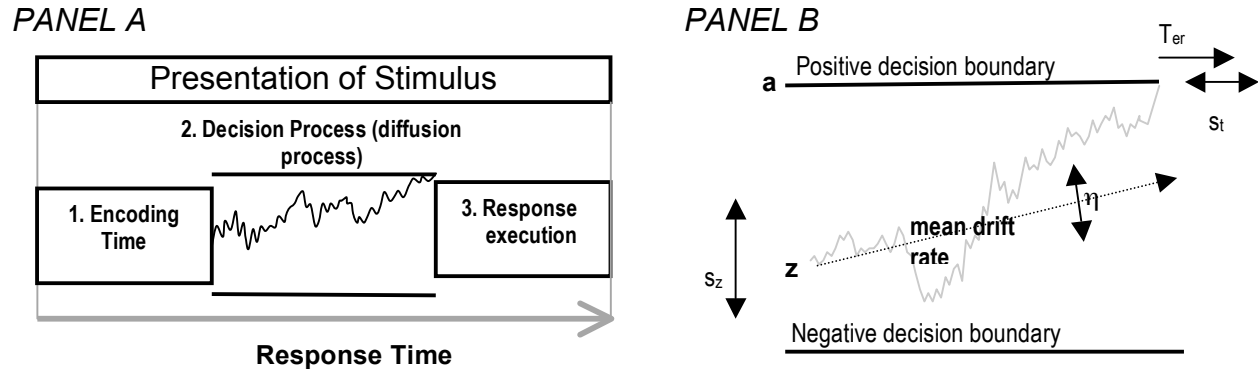 PANEL A
Presentation of Stimulus
2. Decision Process (diffusion
process)
1. Encoding
Time
3. Response
execution
Response Time
PANEL B
Ter
Positive decision boundary
a
st
η
mean drift
rate
z
sz
Negative decision boundary